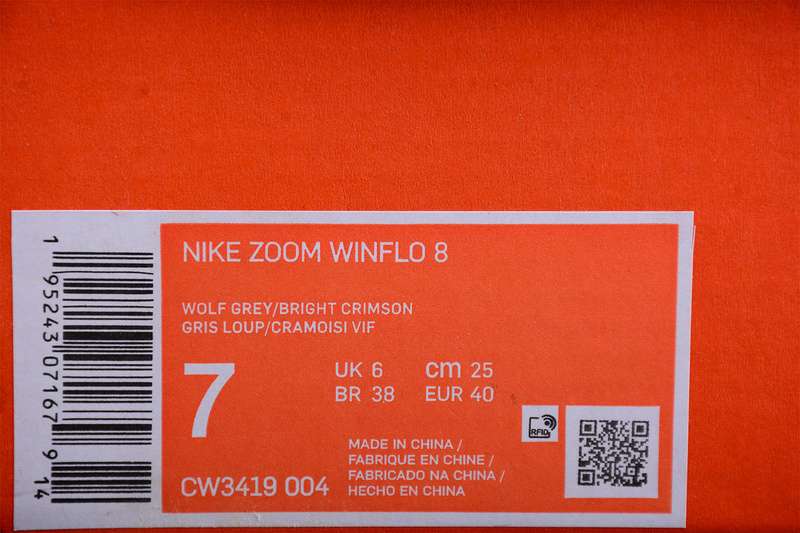 NIKE ZOOM WINFLO 8
WOLF GREY/BRIGHT CRIMSON
GRIS LOUP/CRAMOISI VIF
7
UK 6 cm 25
BR 38 EUR 40
MADE IN CHINA /
FABRIQUE EN CHINE /
FABRICADO NA CHINA /
HECHO EN CHINA
CW3419 004
RFID
1 95243 07167 9 14